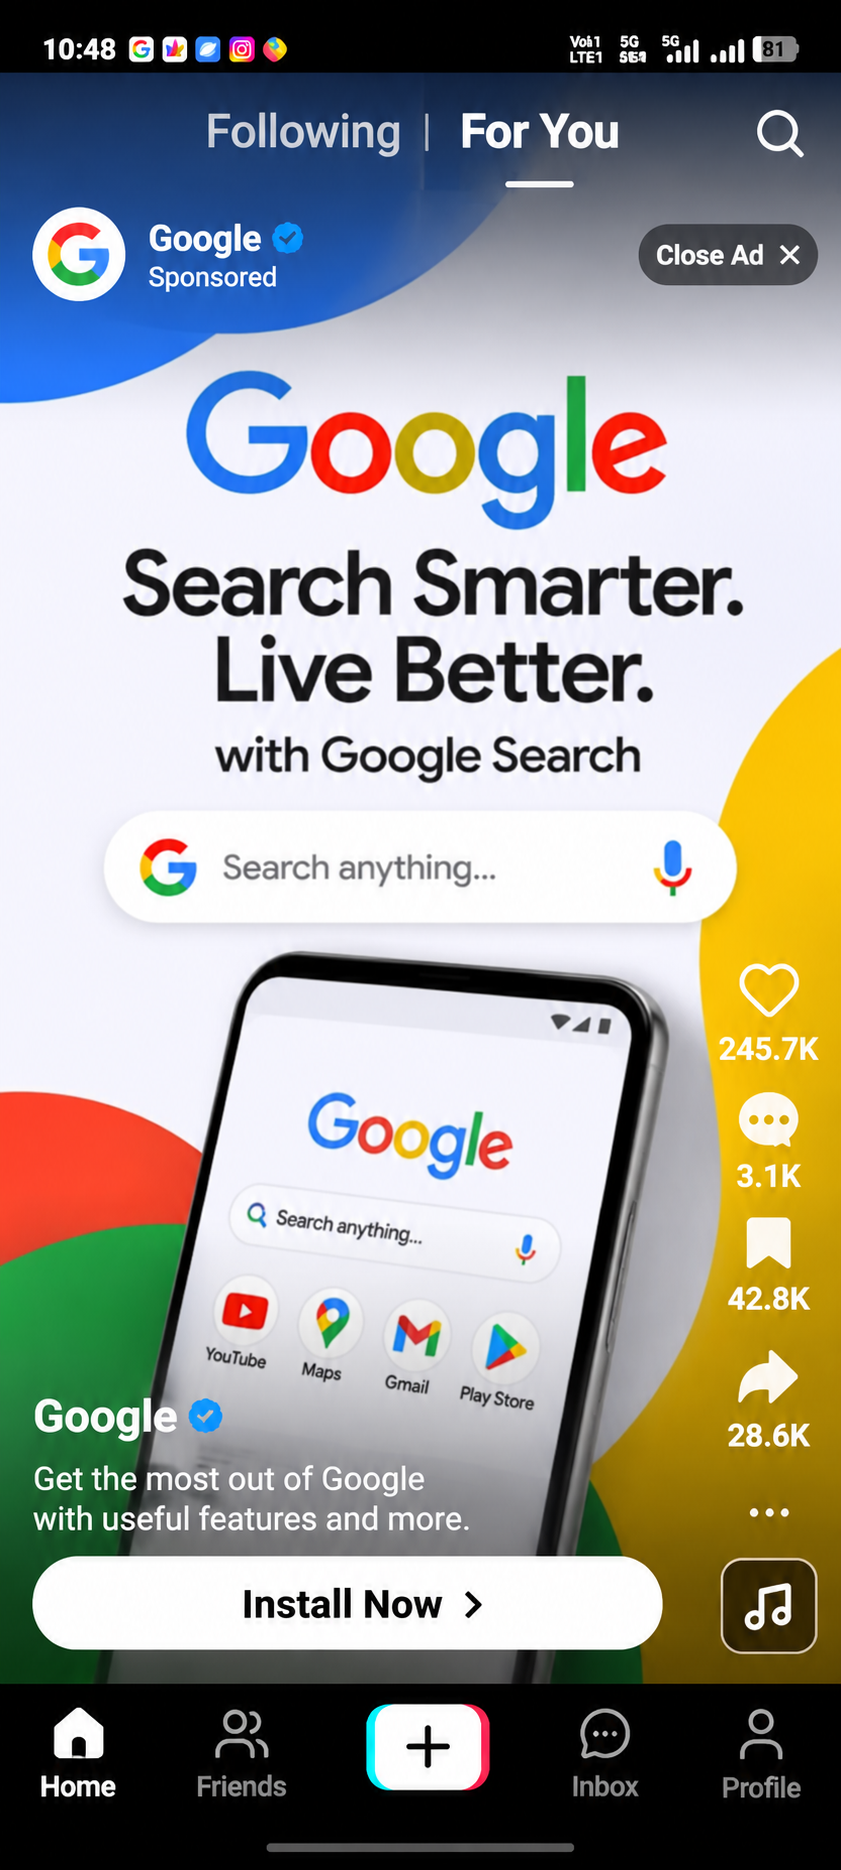 10:48
Vo1 1
LTE1
5G
5G
81
Following | For You
Google
Sponsored
Close Ad ×
Google
Search Smarter.
Live Better.
with Google Search
Search anything...
245.7K
3.1K
42.8K
28.6K
Google
Search anything...
YouTube
Maps
Gmail
Play Store
Google
Get the most out of Google
with useful features and more.
Install Now >
Home
Friends
Inbox
Profile